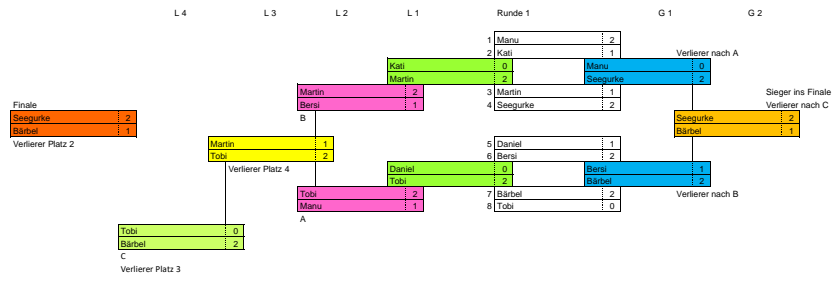 L 4 L 3 L 2 L 1 Runde 1 G 1 G 2
1 Manu 2
2 Kati 1 Verlierer nach A
Kati 0 Manu 0
Martin 2 Seegurke 2
Martin 2 3 Martin 1 Sieger ins Finale
Finale Bersi 1 4 Seegurke 2 Verlierer nach C
Seegurke 2 B Seegurke 2
Bärbel 1 Bärbel 1
Verlierer Platz 2 Martin 1 5 Daniel 1
Tobi 2 6 Bersi 2
Verlierer Platz 4 Daniel 0 Bersi 1
Tobi 2 Bärbel 2
Tobi 2 7 Bärbel 2 Verlierer nach B
Manu 1 8 Tobi 0
A
Tobi 0
Bärbel 2
C
Verlierer Platz 3